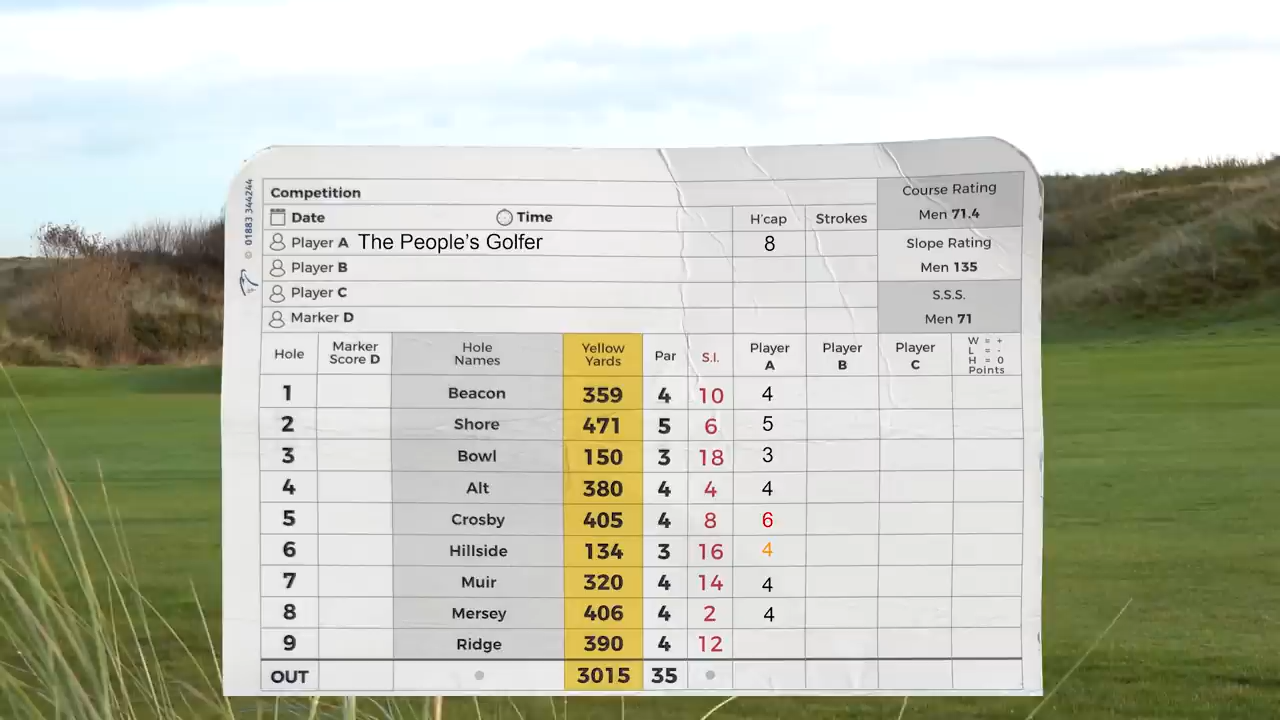 Competition
Date Time H'cap Strokes
Player A The People's Golfer 8
Player B
Player C
Marker D
Course Rating
Men 71.4
Slope Rating
Men 135
S.S.S.
Men 71
© 01883 344244
Hole Marker Score D Hole Names Yellow Yards Par S.I. Player A Player B Player C W = + L = - H = 0 Points
1 Beacon 359 4 10 4
2 Shore 471 5 6 5
3 Bowl 150 3 18 3
4 Alt 380 4 4 4
5 Crosby 405 4 8 6
6 Hillside 134 3 16 4
7 Muir 320 4 14 4
8 Mersey 406 4 2 4
9 Ridge 390 4 12
OUT 3015 35